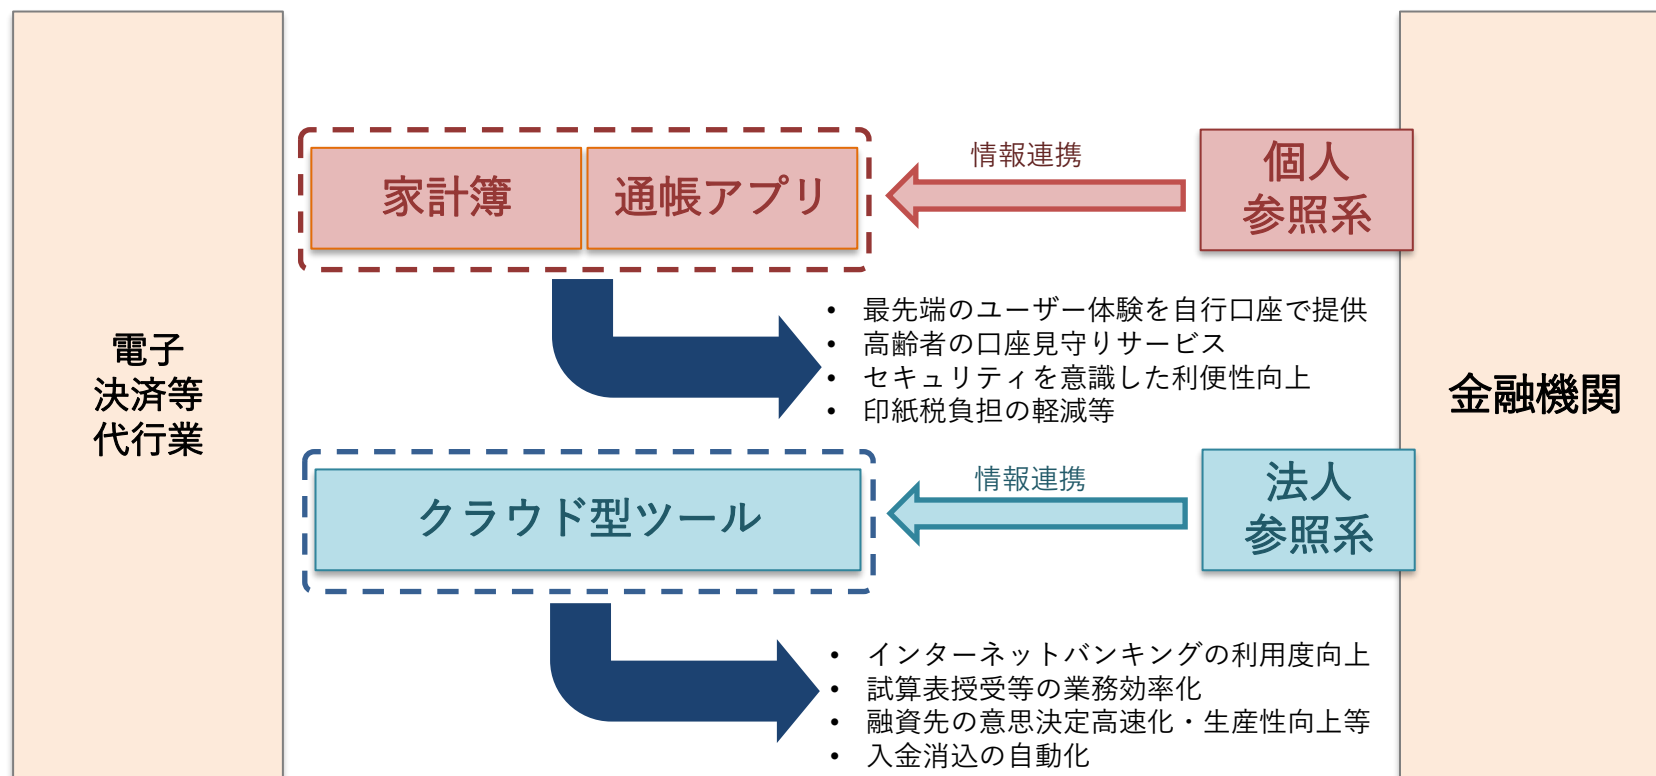 電子
決済等
代行業
家計簿
通帳アプリ
情報連携
個人
参照系
• 最先端のユーザー体験を自行口座で提供
• 高齢者の口座見守りサービス
• セキュリティを意識した利便性向上
• 印紙税負担の軽減等
金融機関
クラウド型ツール
情報連携
法人
参照系
• インターネットバンキングの利用度向上
• 試算表授受等の業務効率化
• 融資先の意思決定高速化・生産性向上等
• 入金消込の自動化